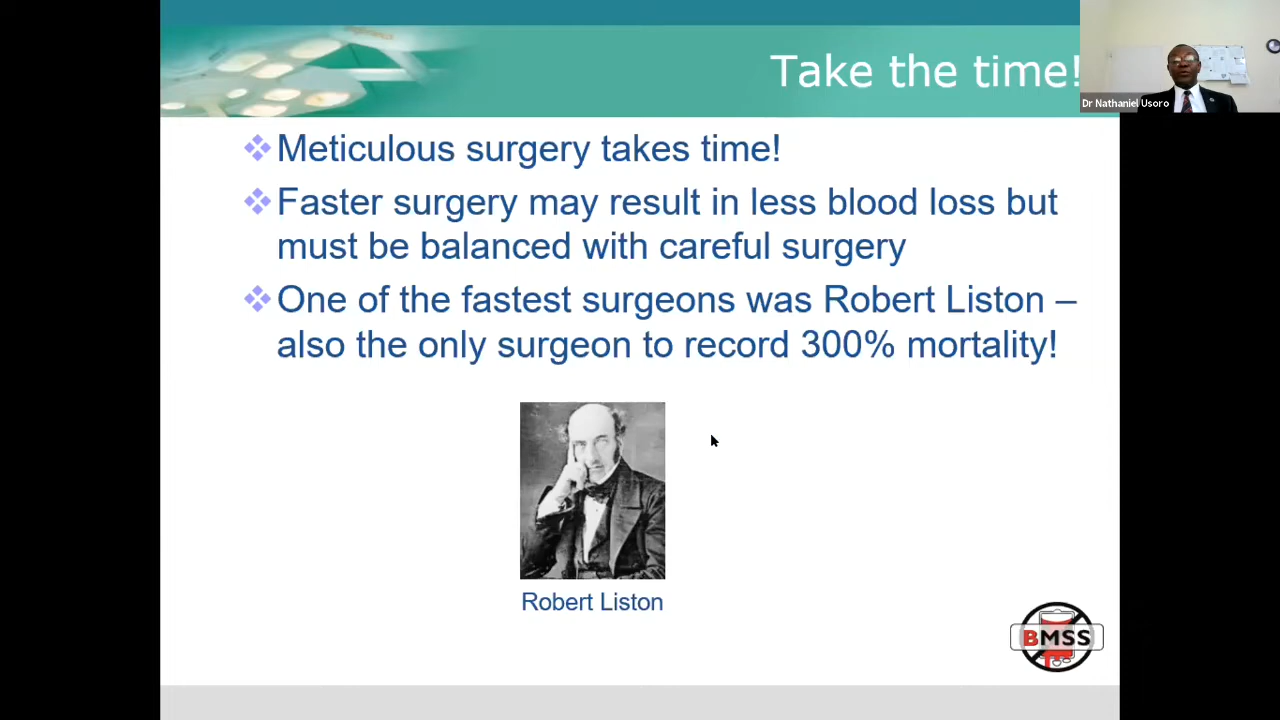 Take the time!
Dr Nathaniel Usoro
Meticulous surgery takes time!
Faster surgery may result in less blood loss but
must be balanced with careful surgery
One of the fastest surgeons was Robert Liston –
also the only surgeon to record 300% mortality!
Robert Liston
BMSS